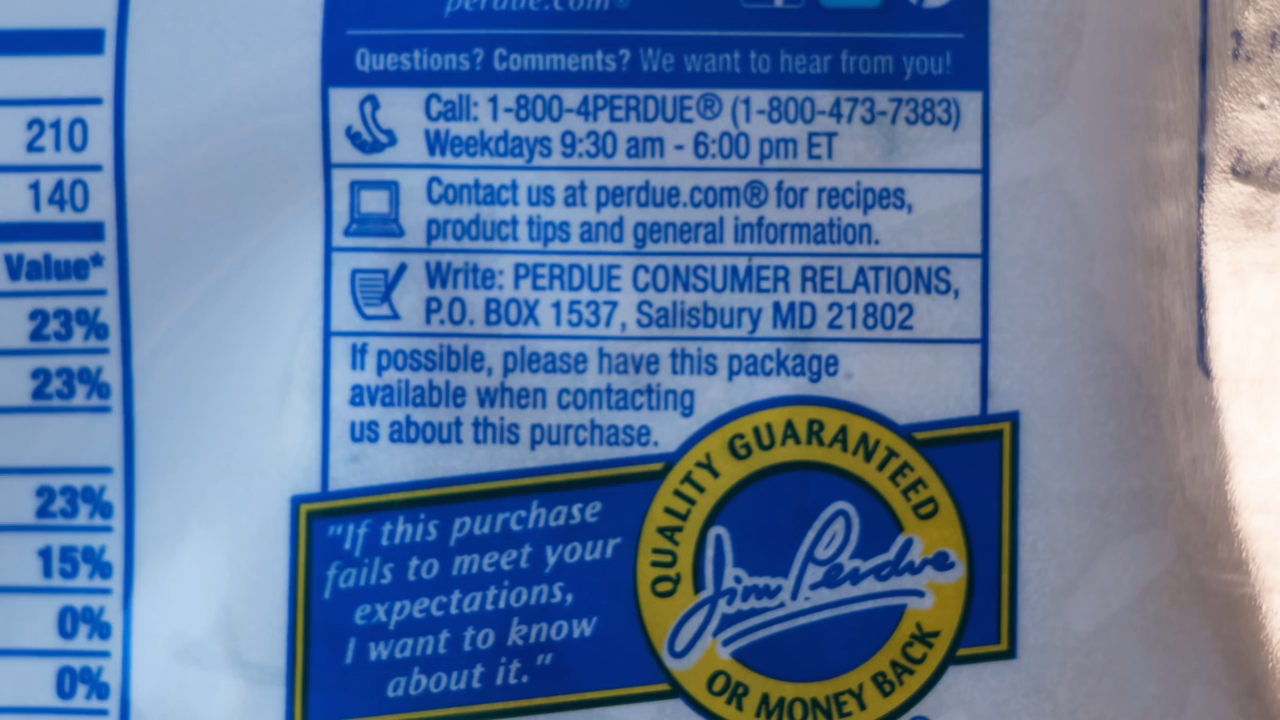 perdue.com®
Questions? Comments? We want to hear from you!
Call: 1-800-4PERDUE® (1-800-473-7383)
Weekdays 9:30 am - 6:00 pm ET
Contact us at perdue.com® for recipes,
product tips and general information.
Write: PERDUE CONSUMER RELATIONS,
P.O. BOX 1537, Salisbury MD 21802
If possible, please have this package
available when contacting
us about this purchase.
"If this purchase
fails to meet your
expectations,
I want to know
about it."
QUALITY GUARANTEED
Jim Perdue
OR MONEY BACK
210
140
Value*
23%
23%
23%
15%
0%
0%